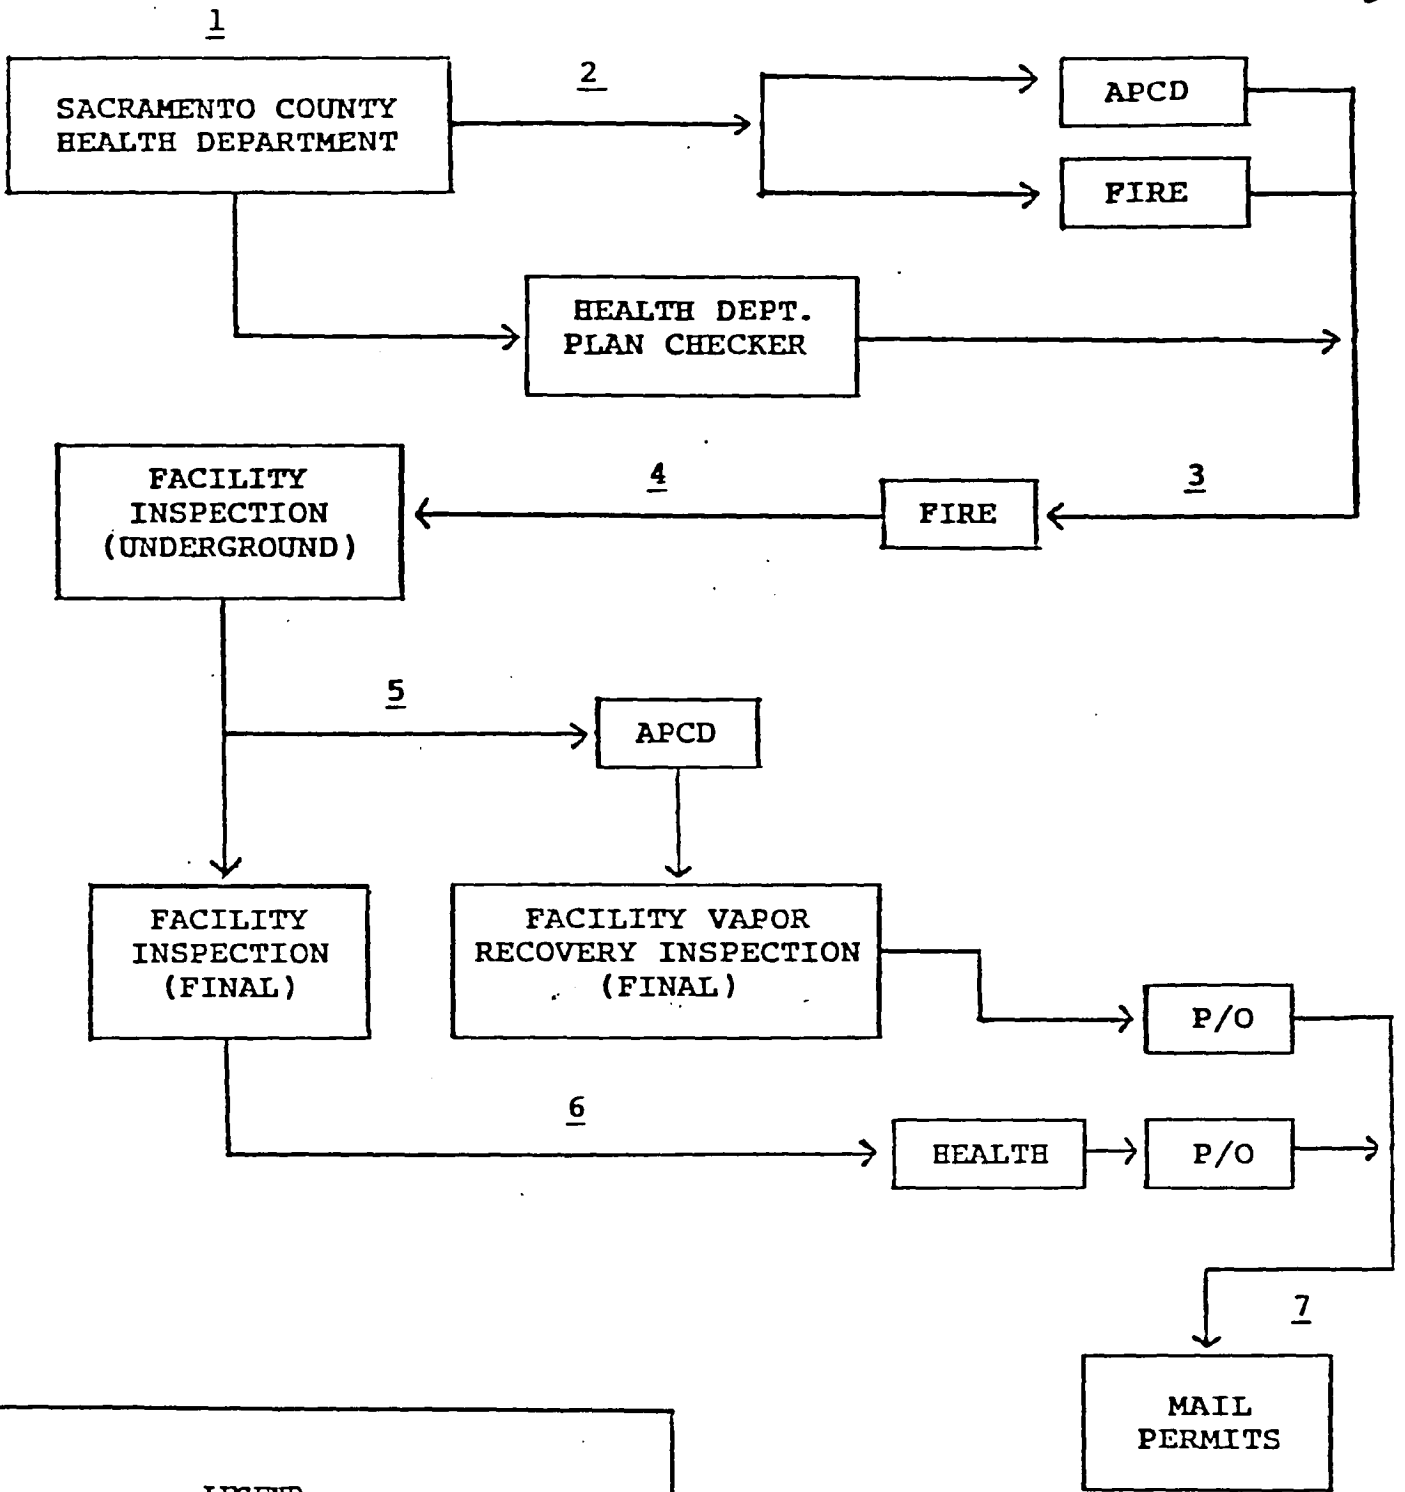 1
SACRAMENTO COUNTY
HEALTH DEPARTMENT
2
APCD
FIRE
HEALTH DEPT.
PLAN CHECKER
FACILITY
INSPECTION
(UNDERGROUND)
4
FIRE
3
5
APCD
FACILITY
INSPECTION
(FINAL)
FACILITY VAPOR
RECOVERY INSPECTION
(FINAL)
P/O
6
HEALTH
P/O
7
MAIL
PERMITS
LEGEND